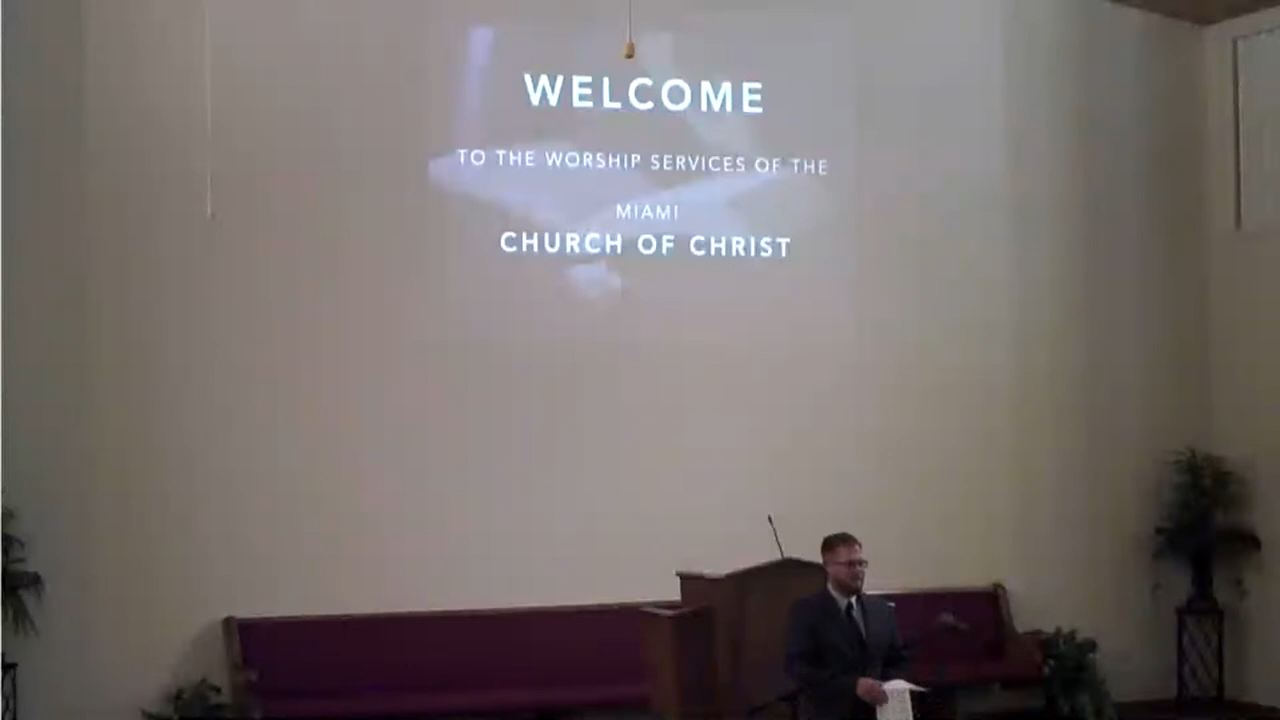 WELCOME
TO THE WORSHIP SERVICES OF THE
MIAMI
CHURCH OF CHRIST